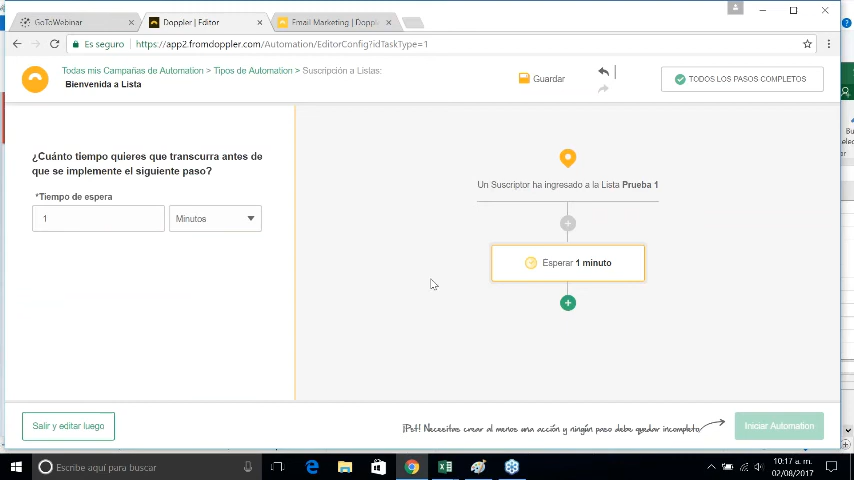 GoToWebinar
Doppler | Editor
Email Marketing | Doppl
Es seguro
https://app2.fromdoppler.com/Automation/EditorConfig?idTaskType=1
Todas mis Campañas de Automation > Tipos de Automation > Suscripción a Listas:
Bienvenida a Lista
Guardar
TODOS LOS PASOS COMPLETOS
¿Cuánto tiempo quieres que transcurra antes de
que se implemente el siguiente paso?
*Tiempo de espera
1
Minutos
Un Suscriptor ha ingresado a la Lista Prueba 1
Esperar 1 minuto
Salir y editar luego
¡Pst! Necesitas crear al menos una acción y ningún paso debe quedar incompleto
Iniciar Automation
Escribe aquí para buscar
10:17 a. m.
02/08/2017